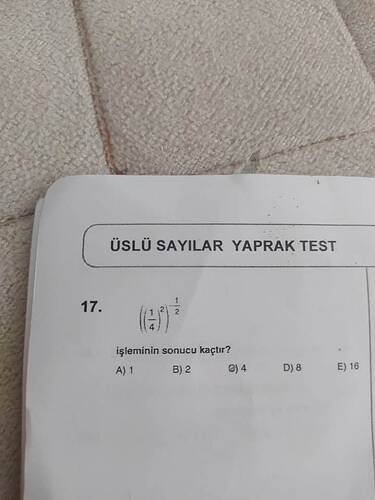 ÜSLÜ SAYILAR YAPRAK TEST
17. ((1/4)^2)^-1/2
işleminin sonucu kaçtır?
A) 1 B) 2 C) 4 D) 8 E) 16